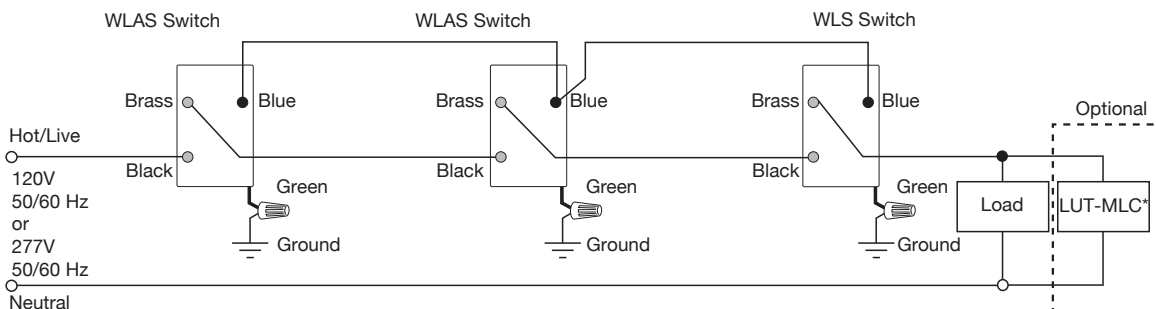 WLAS Switch
WLAS Switch
WLS Switch
Brass
Blue
Brass
Blue
Brass
Blue
Optional
Hot/Live
Black
Black
Black
120V
50/60 Hz
or
277V
50/60 Hz
Green
Green
Green
Load
LUT-MLC*
Ground
Ground
Ground
Neutral